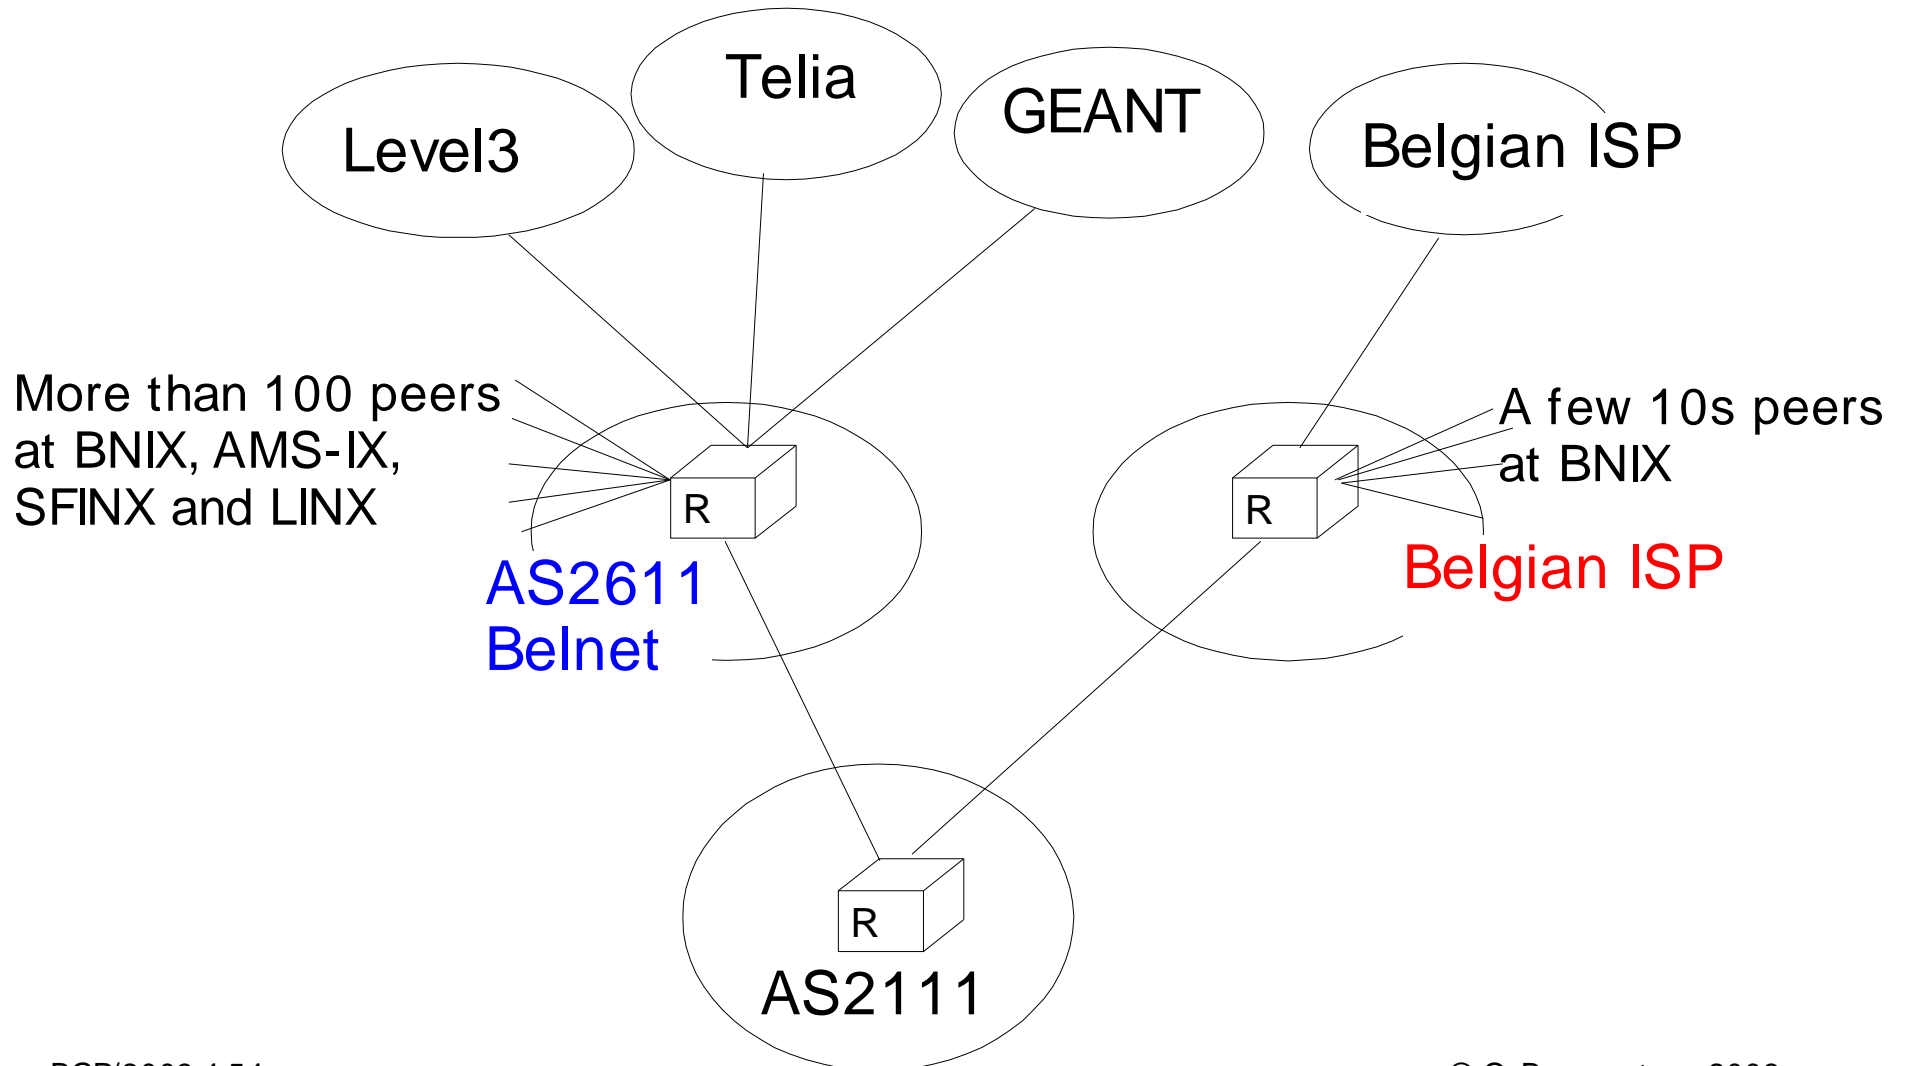 Telia
GEANT
Level3
Belgian ISP
More than 100 peers
at BNIX, AMS-IX,
SFINX and LINX
A few 10s peers
at BNIX
R
R
AS2611
Belnet
Belgian ISP
R
AS2111